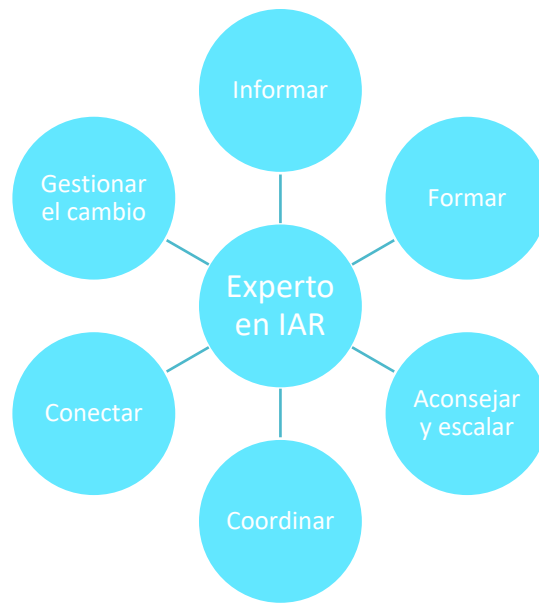 Informar
Formar
Aconsejar
y escalar
Coordinar
Conectar
Gestionar
el cambio
Experto
en IAR